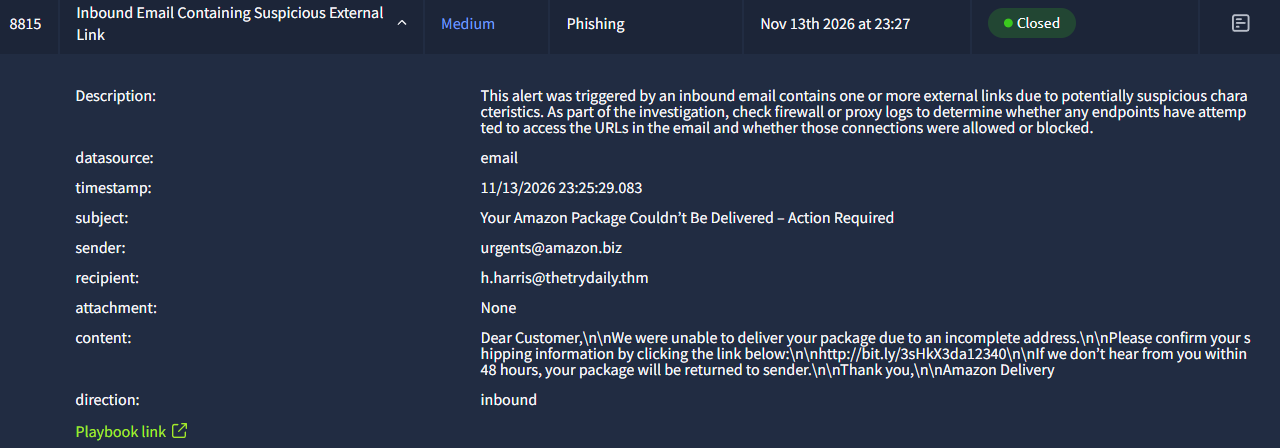 8815
Inbound Email Containing Suspicious External
Link
Medium
Phishing
Nov 13th 2026 at 23:27
Closed
Description:
This alert was triggered by an inbound email contains one or more external links due to potentially suspicious chara
cteristics. As part of the investigation, check firewall or proxy logs to determine whether any endpoints have attemp
ted to access the URLs in the email and whether those connections were allowed or blocked.
datasource:
email
timestamp:
11/13/2026 23:25:29.083
subject:
Your Amazon Package Couldn’t Be Delivered – Action Required
sender:
urgents@amazon.biz
recipient:
h.harris@thetrydaily.thm
attachment:
None
content:
Dear Customer,\n\nWe were unable to deliver your package due to an incomplete address.\n\nPlease confirm your s
hipping information by clicking the link below:\n\nhttp://bit.ly/3sHkX3da12340\n\nIf we don’t hear from you within
48 hours, your package will be returned to sender.\n\nThank you,\n\nAmazon Delivery
direction:
inbound
Playbook link